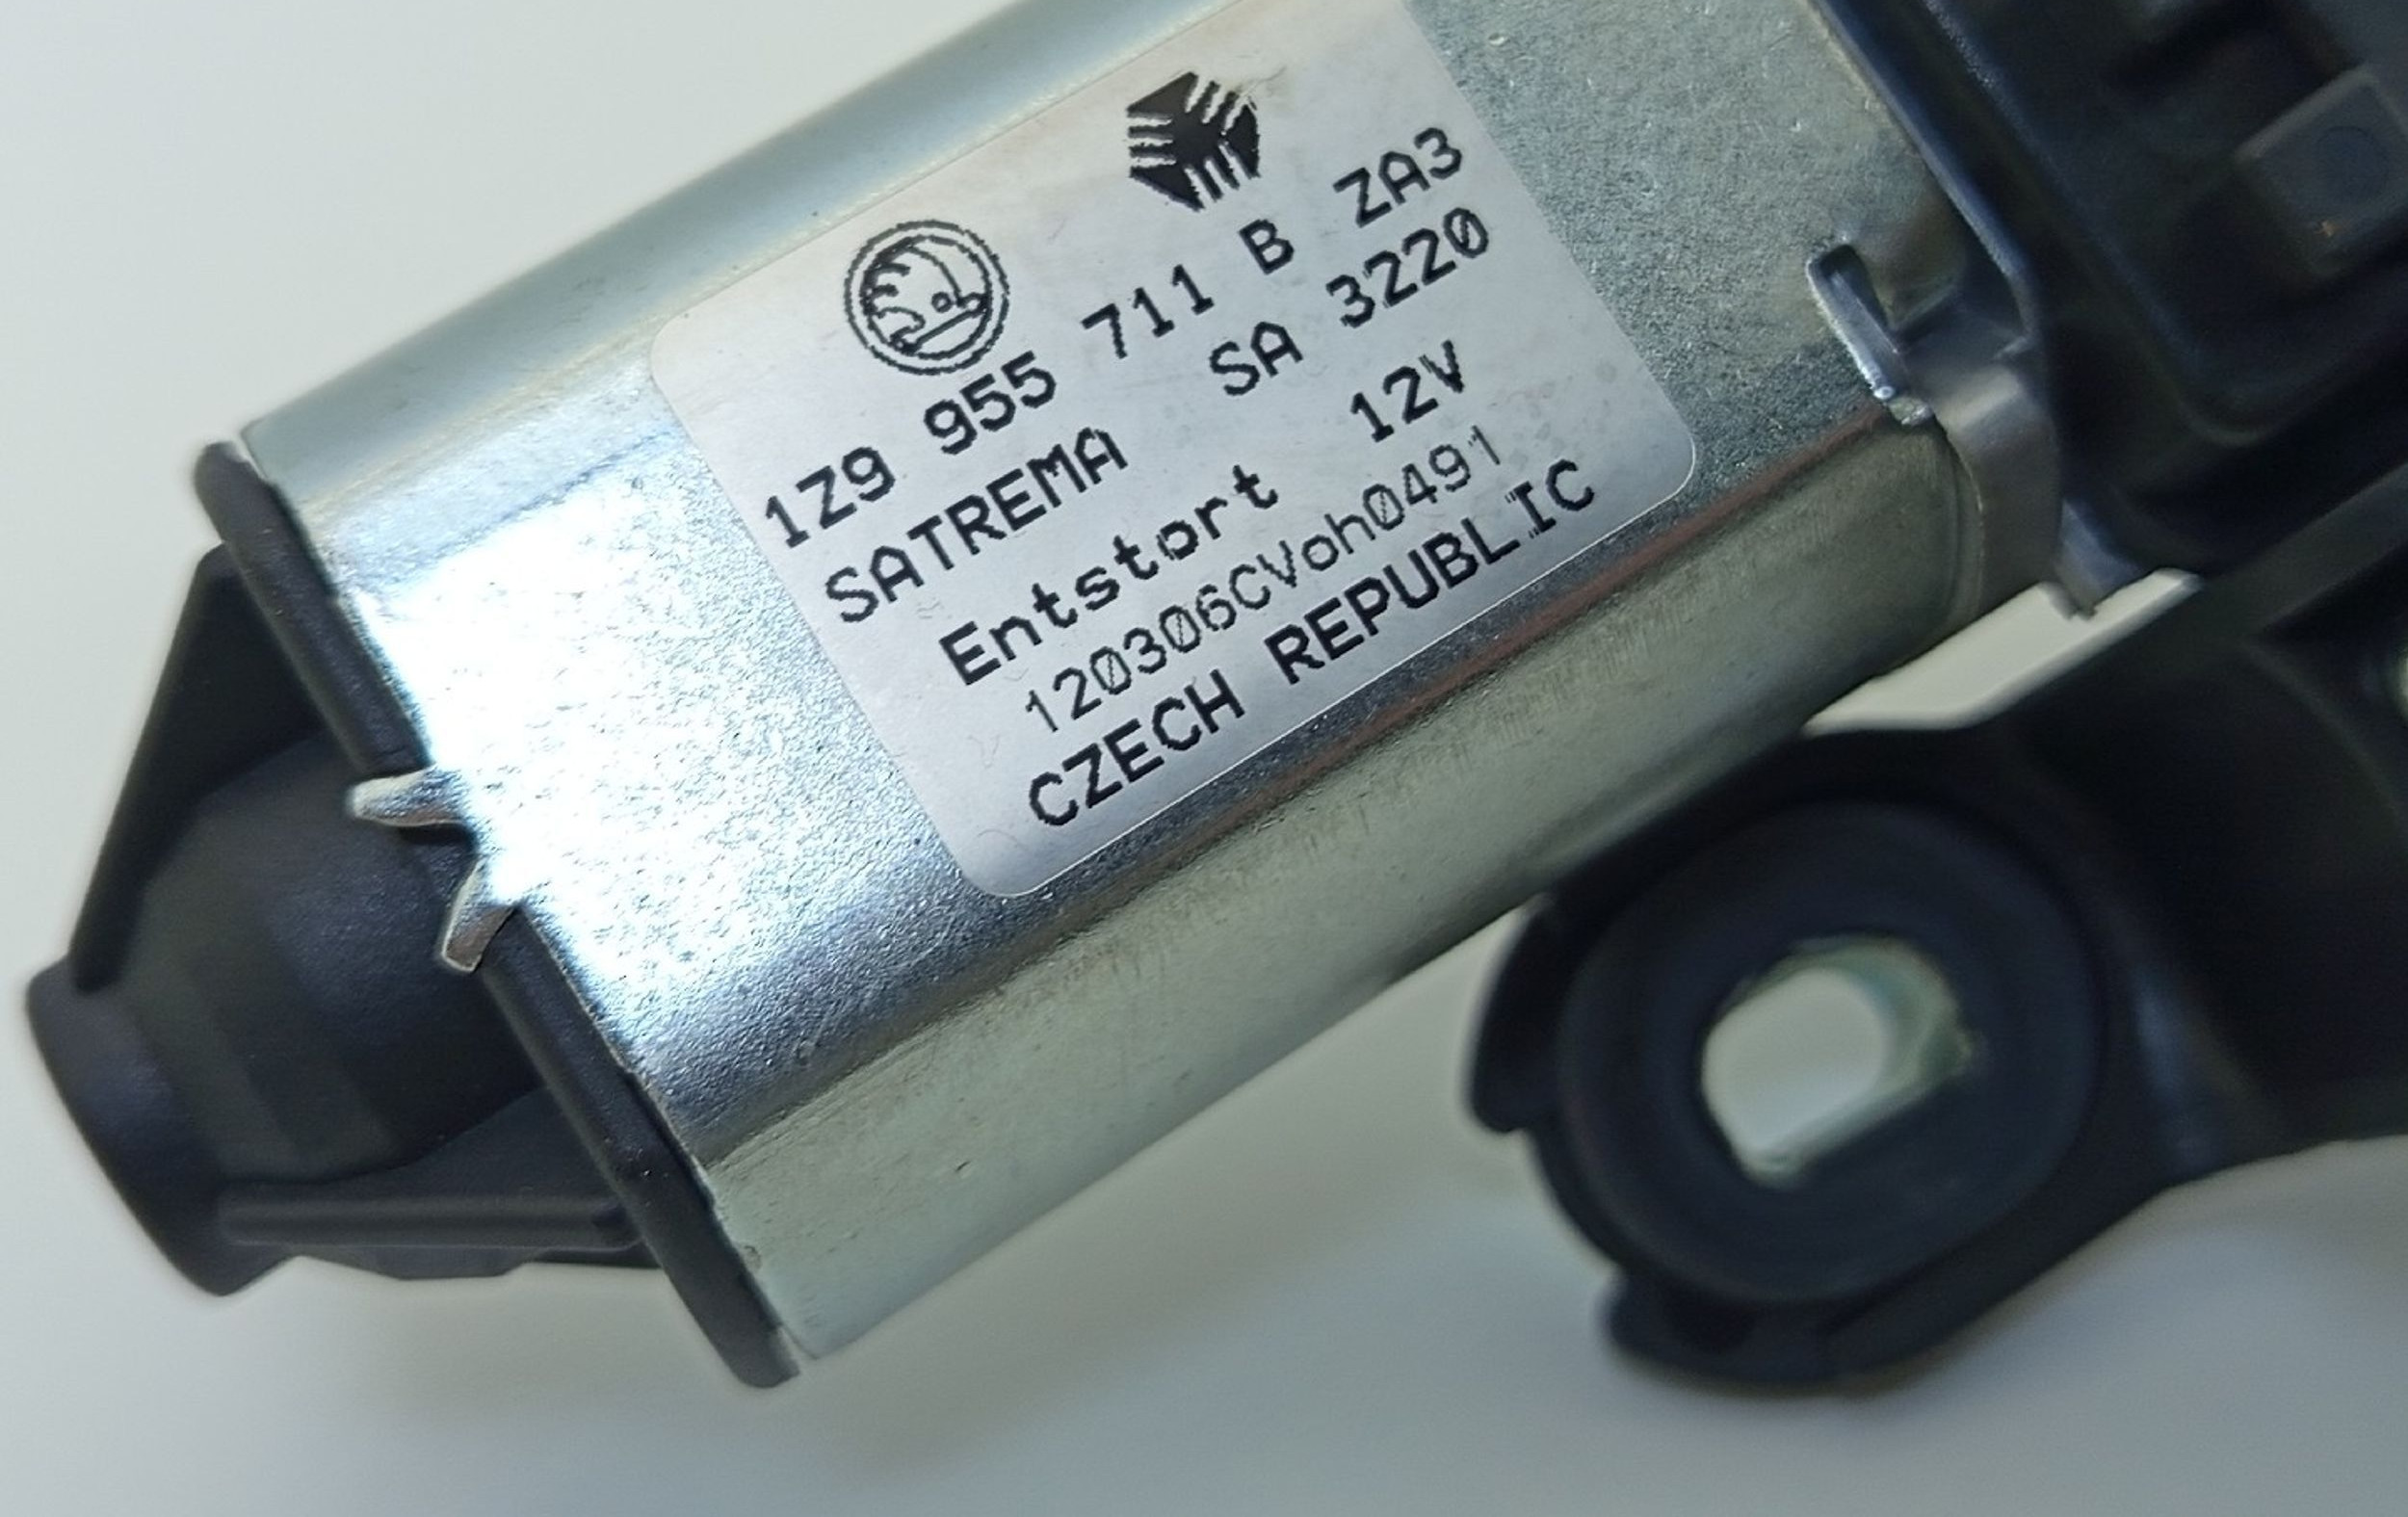 1Z9 955 711 B ZA3
SATREMA SA 3220
Entstort 12V
120306CVoh0491
CZECH REPUBLIC